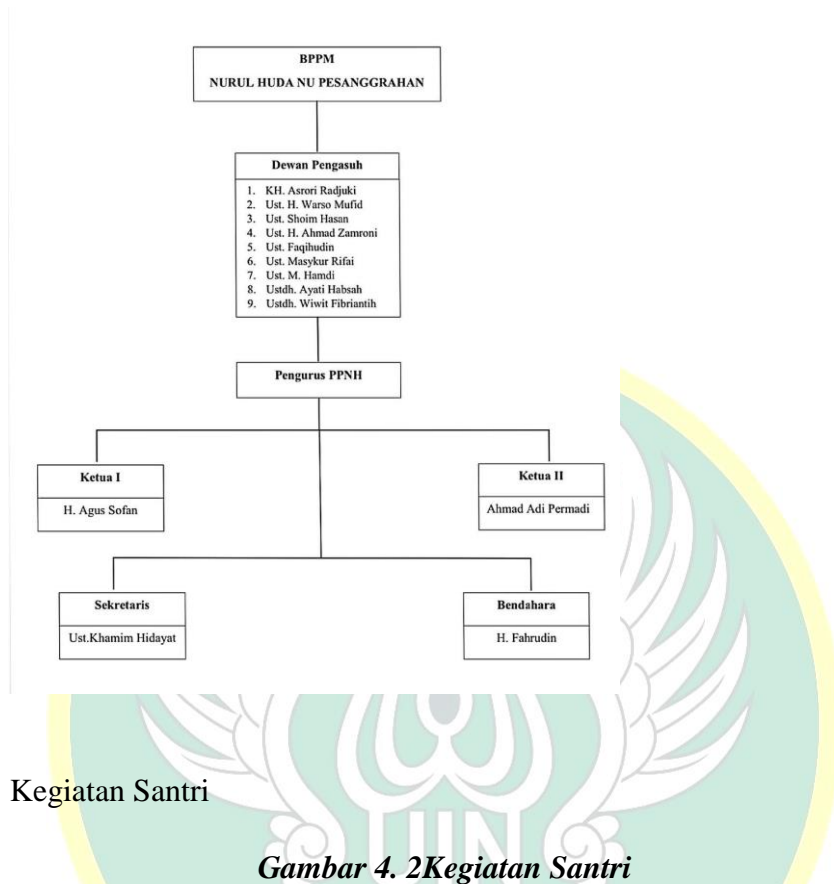 BPPM
NURUL HUDA NU PESANGGRAHAN
Dewan Pengasuh
1. KH. Asrori Radjuki
2. Ust. H. Warso Mufid
3. Ust. Shoim Hasan
4. Ust. H. Ahmad Zamroni
5. Ust. Faqihudin
6. Ust. Masykur Rifai
7. Ust. M. Hamdi
8. Ustdh. Ayati Habsah
9. Ustdh. Wiwit Fibriantih
Pengurus PPNH
Ketua I
H. Agus Sofan
Ketua II
Ahmad Adi Permadi
Sekretaris
Ust.Khamim Hidayat
Bendahara
H. Fahrudin
Kegiatan Santri
UIN
Gambar 4. 2Kegiatan Santri